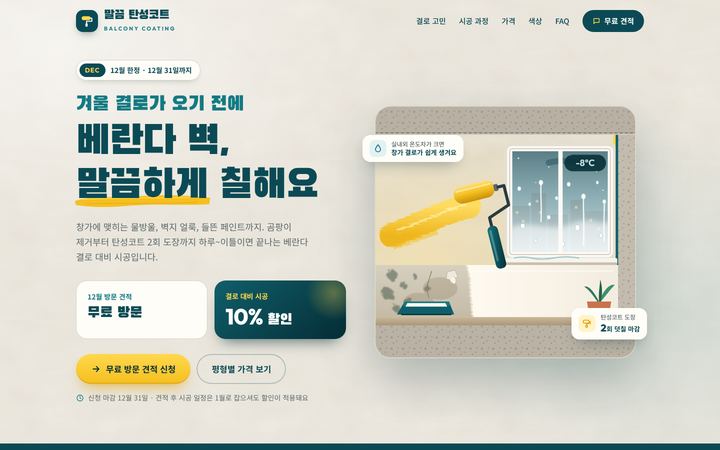 말끔 탄성코트
BALCONY COATING
결로 고민
시공 과정
가격
색상
FAQ
무료 견적
DEC
12월 한정 · 12월 31일까지
겨울 결로가 오기 전에
베란다 벽,
말끔하게 칠해요
창가에 맺히는 물방울, 벽지 얼룩, 들뜬 페인트까지. 곰팡이
제거부터 탄성코트 2회 도장까지 하루~이틀이면 끝나는 베란다
결로 대비 시공입니다.
12월 방문 견적
무료 방문
결로 대비 시공
10% 할인
무료 방문 견적 신청
평형별 가격 보기
신청 마감 12월 31일 · 견적 후 시공 일정은 1월로 잡으셔도 할인이 적용돼요
실내외 온도차가 크면
창가 결로가 쉽게 생겨요
-8°C
탄성코트 도장
2회 덧칠 마감